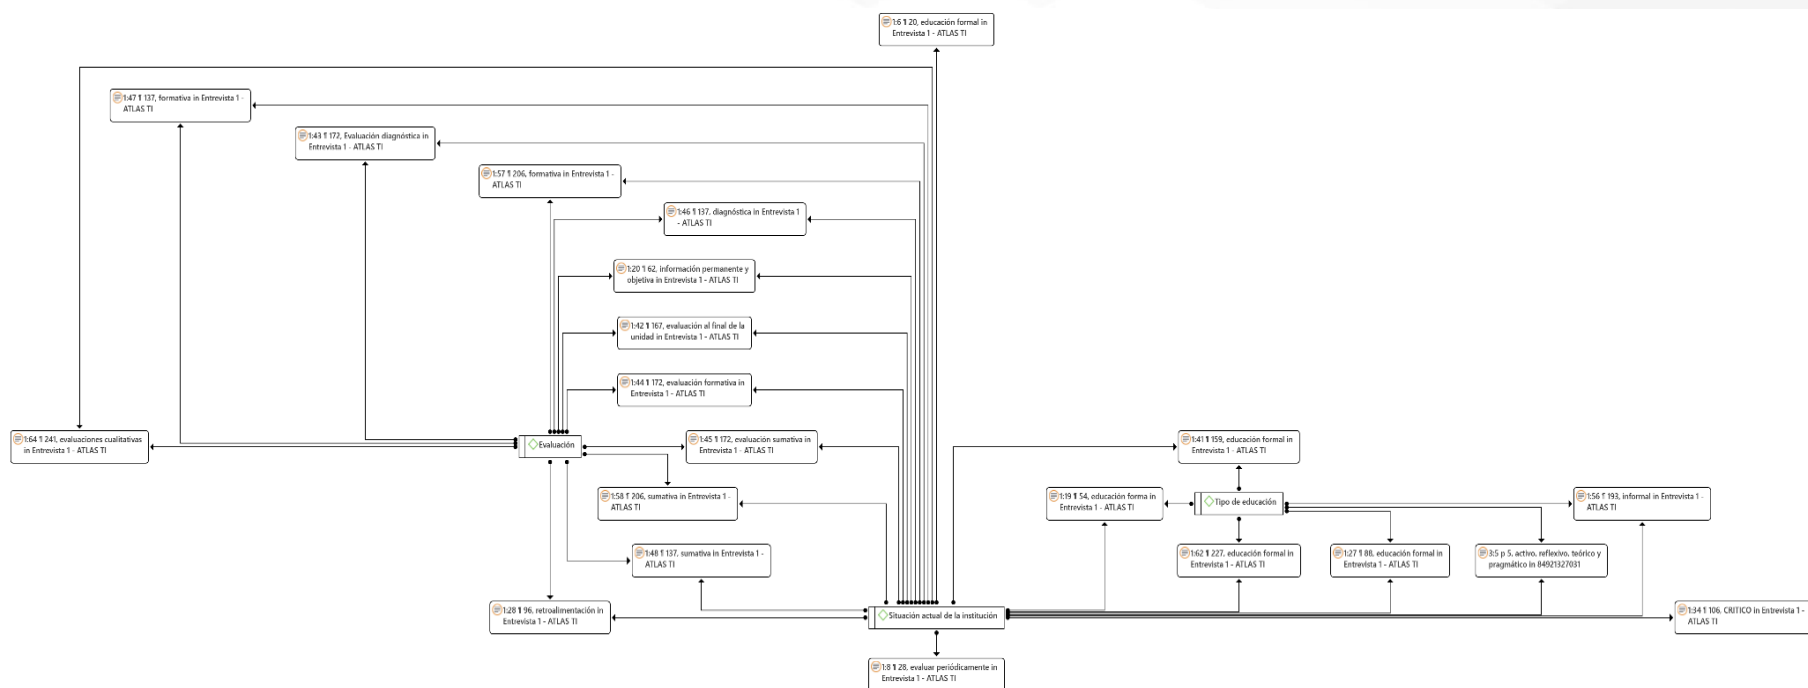 1:6 ¶ 20, educación formal in
Entrevista 1 - ATLAS TI
1:47 ¶ 137, formativa in Entrevista 1 -
ATLAS TI
1:43 ¶ 172, Evaluación diagnóstica in
Entrevista 1 - ATLAS TI
1:57 ¶ 206, formativa in Entrevista 1 -
ATLAS TI
1:46 ¶ 137, diagnóstica in Entrevista 1
- ATLAS TI
1:20 ¶ 62, información permanente y
objetiva in Entrevista 1 - ATLAS TI
1:42 ¶ 167, evaluación al final de la
unidad in Entrevista 1 - ATLAS TI
1:44 ¶ 172, evaluación formativa in
Entrevista 1 - ATLAS TI
1:64 ¶ 241, evaluaciones cualitativas
in Entrevista 1 - ATLAS TI
Evaluación
1:45 ¶ 172, evaluación sumativa in
Entrevista 1 - ATLAS TI
1:41 ¶ 159, educación formal in
Entrevista 1 - ATLAS TI
1:58 ¶ 206, sumativa in Entrevista 1 -
ATLAS TI
1:19 ¶ 54, educación forma in
Entrevista 1 - ATLAS TI
Tipo de educación
1:56 ¶ 193, informal in Entrevista 1 -
ATLAS TI
1:48 ¶ 137, sumativa in Entrevista 1 -
ATLAS TI
1:62 ¶ 227, educación formal in
Entrevista 1 - ATLAS TI
1:27 ¶ 88, educación formal in
Entrevista 1 - ATLAS TI
3:5 p 5, activo, reflexivo, teórico y
pragmático in 84921327031
1:28 ¶ 96, retroalimentación in
Entrevista 1 - ATLAS TI
Situación actual de la institución
1:34 ¶ 106, CRITICO in Entrevista 1 -
ATLAS TI
1:8 ¶ 28, evaluar periódicamente in
Entrevista 1 - ATLAS TI